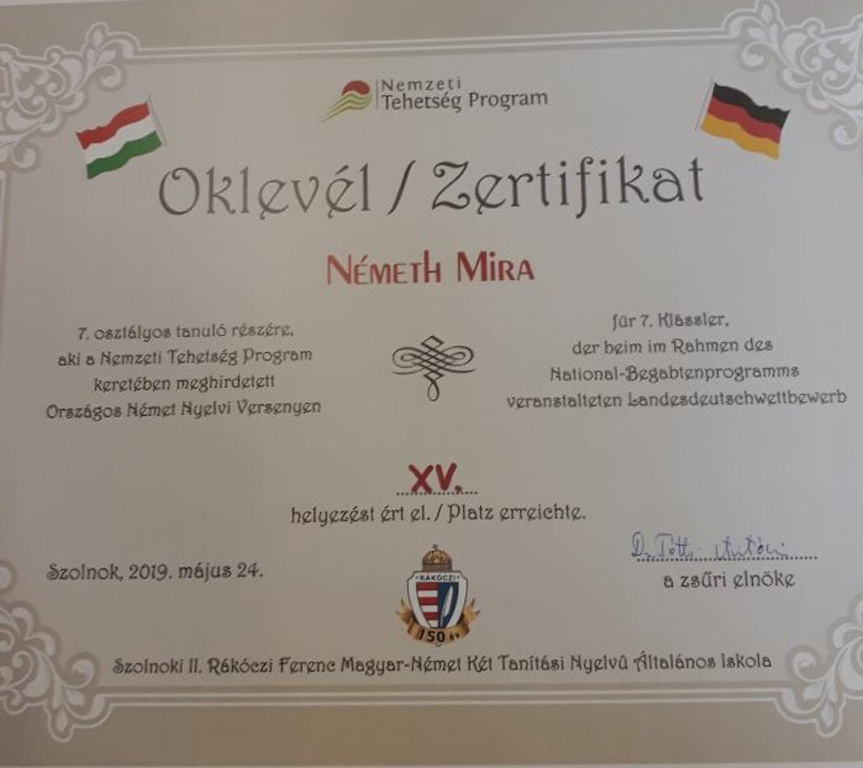 Nemzeti
Tehetség Program
Oklevél / Zertifikat
Németh Mira
7. osztályos tanuló részére,
aki a Nemzeti Tehetség Program
keretében meghirdetett
Országos Német Nyelvi Versenyen
für 7. Klässler,
der beim im Rahmen des
National-Begabtenprogramms
veranstalteten Landesdeutschwettbewerb
XV.
helyezést ért el. / Platz erreichte.
Szolnok, 2019. május 24.
Dr Tóth
a zsűri elnöke
RÁKÓCZI
150 év
Szolnoki II. Rákóczi Ferenc Magyar-Német Két Tanítási Nyelvű Általános Iskola